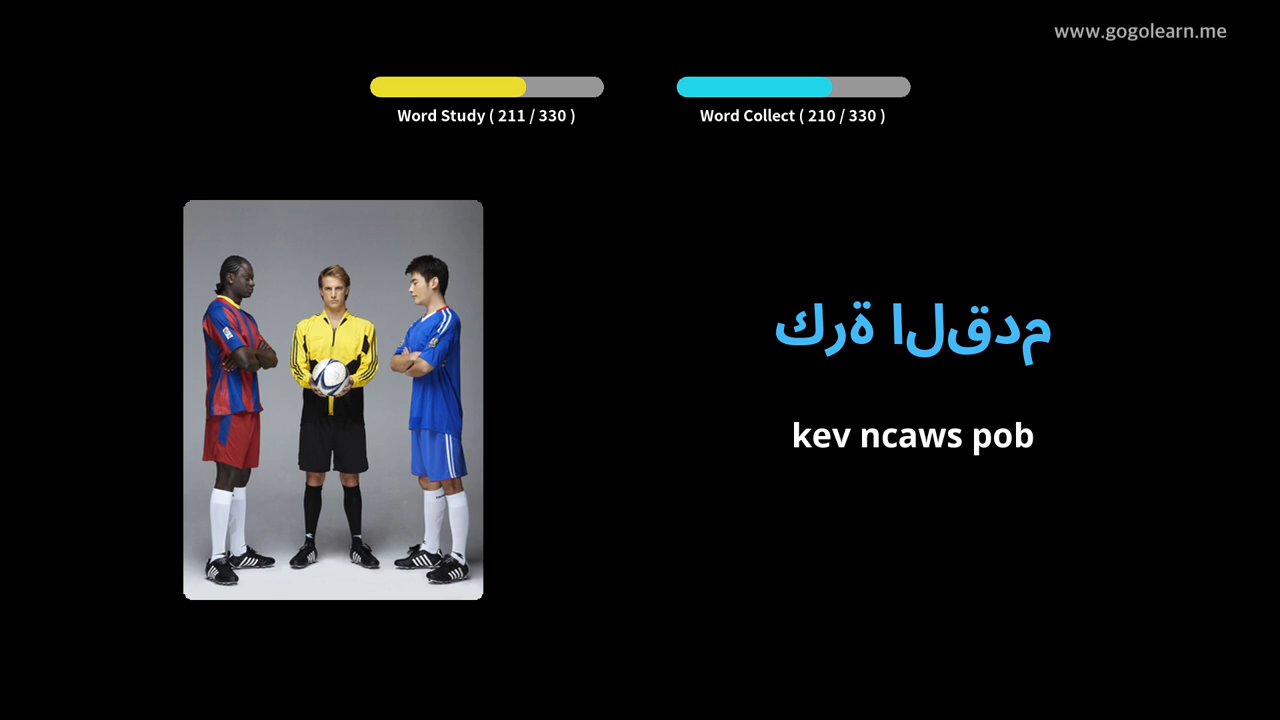 www.gogolearn.me
Word Study ( 211 / 330 )
Word Collect ( 210 / 330 )
كرة القدم
kev ncaws pob